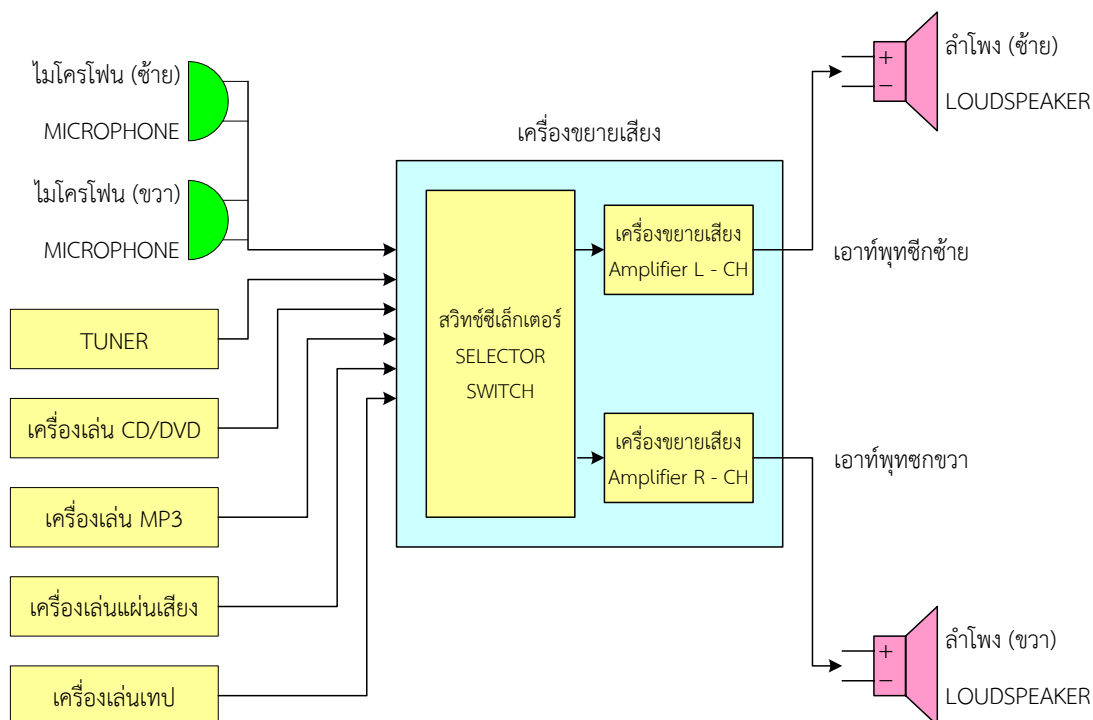 ไมโครโฟน (ซ้าย)
MICROPHONE
ไมโครโฟน (ขวา)
MICROPHONE
TUNER
เครื่องเล่น CD/DVD
เครื่องเล่น MP3
เครื่องเล่นแผ่นเสียง
เครื่องเล่นเทป
เครื่องขยายเสียง
สวิทช์ซีเล็กเตอร์
SELECTOR
SWITCH
เครื่องขยายเสียง
Amplifier L - CH
เครื่องขยายเสียง
Amplifier R - CH
เอาท์พุทซีกซ้าย
เอาท์พุทซกขวา
+
−
ลำโพง (ซ้าย)
LOUDSPEAKER
+
−
ลำโพง (ขวา)
LOUDSPEAKER